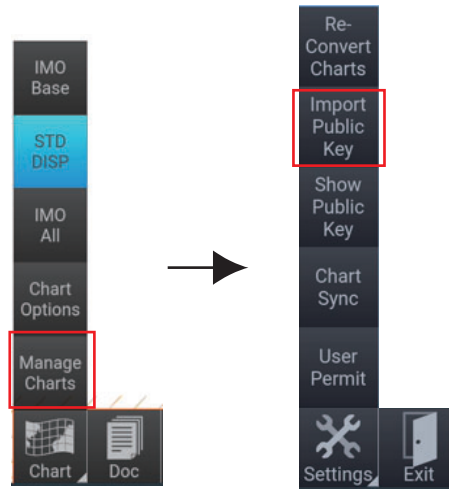 IMO
Base
STD
DISP
IMO
All
Chart
Options
Manage
Charts
Chart
Doc
Re-
Convert
Charts
Import
Public
Key
Show
Public
Key
Chart
Sync
User
Permit
Settings
Exit